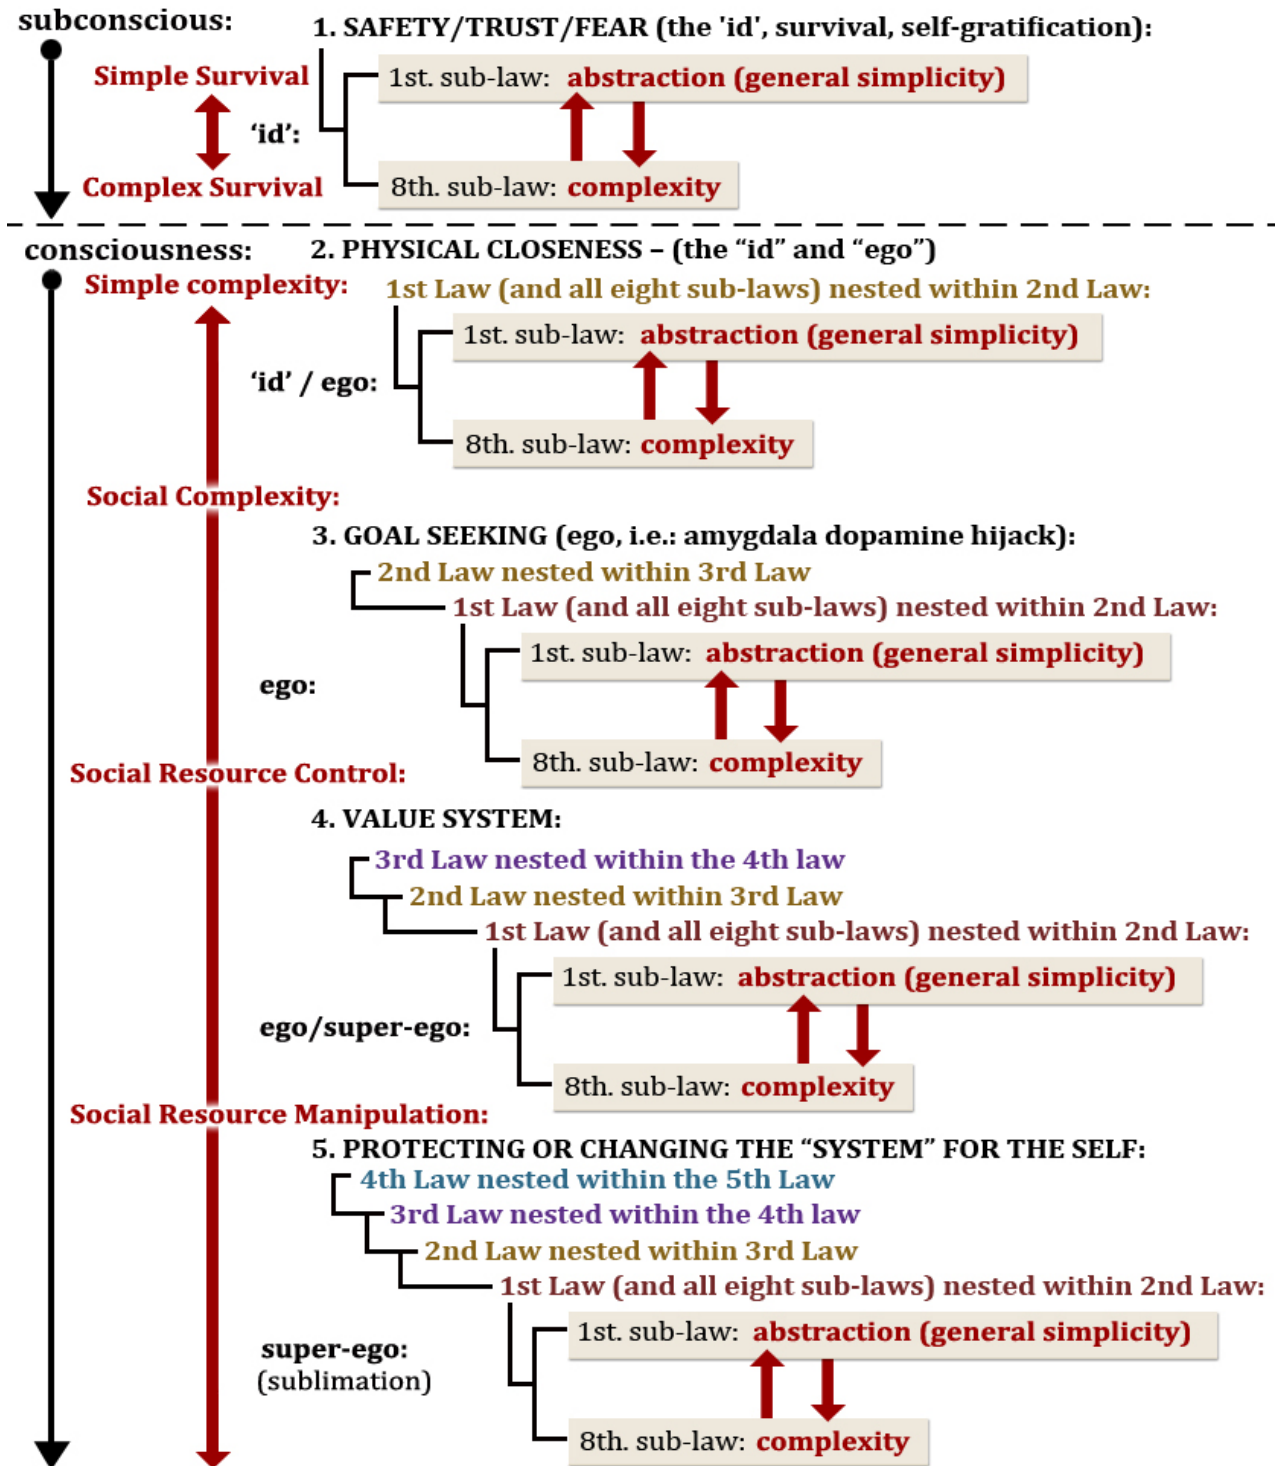 subconscious:
1. SAFETY/TRUST/FEAR (the 'id', survival, self-gratification):
Simple Survival
1st. sub-law: abstraction (general simplicity)
‘id’:
Complex Survival
8th. sub-law: complexity
consciousness:
2. PHYSICAL CLOSENESS – (the “id” and “ego”)
Simple complexity:
1st Law (and all eight sub-laws) nested within 2nd Law:
1st. sub-law: abstraction (general simplicity)
‘id’ / ego:
8th. sub-law: complexity
Social Complexity:
3. GOAL SEEKING (ego, i.e.: amygdala dopamine hijack):
2nd Law nested within 3rd Law
1st Law (and all eight sub-laws) nested within 2nd Law:
1st. sub-law: abstraction (general simplicity)
ego:
8th. sub-law: complexity
Social Resource Control:
4. VALUE SYSTEM:
3rd Law nested within the 4th law
2nd Law nested within 3rd Law
1st Law (and all eight sub-laws) nested within 2nd Law:
1st. sub-law: abstraction (general simplicity)
ego/super-ego:
8th. sub-law: complexity
Social Resource Manipulation:
5. PROTECTING OR CHANGING THE “SYSTEM” FOR THE SELF:
4th Law nested within the 5th Law
3rd Law nested within the 4th law
2nd Law nested within 3rd Law
1st Law (and all eight sub-laws) nested within 2nd Law:
1st. sub-law: abstraction (general simplicity)
super-ego:
(sublimation)
8th. sub-law: complexity